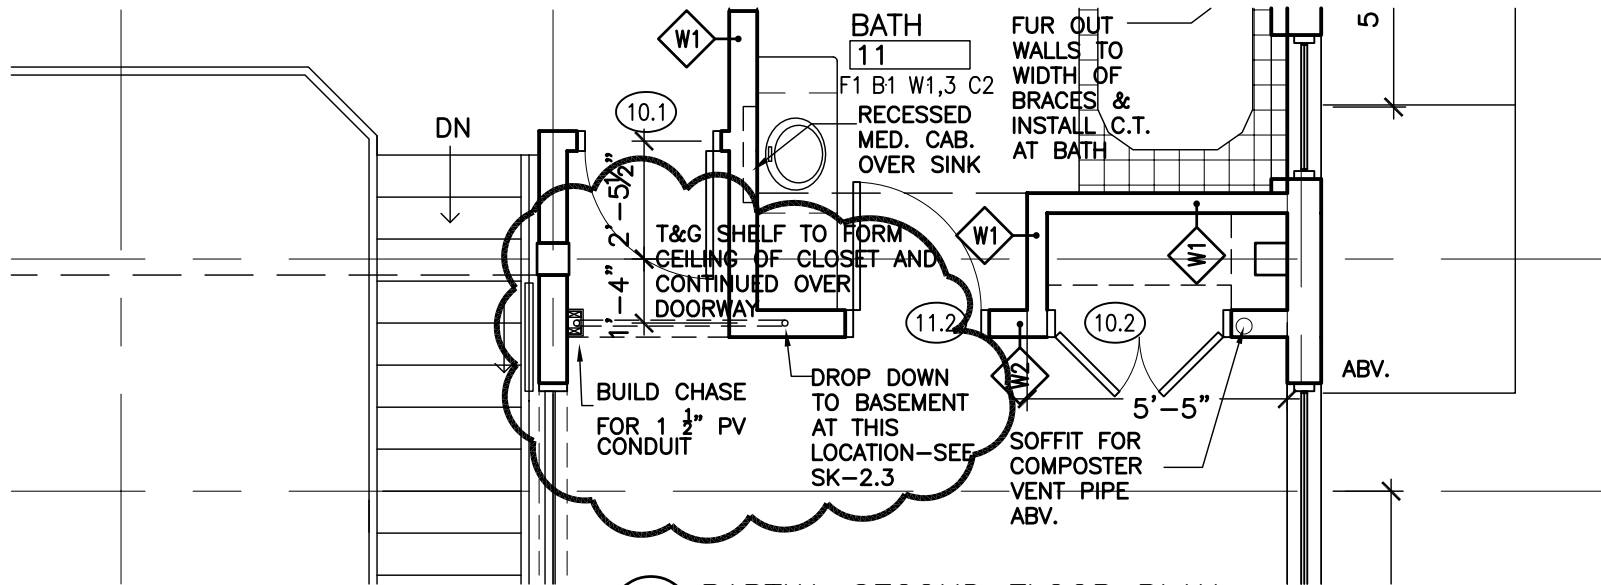 BATH
11
F1 B1 W1,3 C2
RECESSED
MED. CAB.
OVER SINK
FUR OUT
WALLS TO
WIDTH OF
BRACES &
INSTALL C.T.
AT BATH
W1
10.1
DN
5
2'-5½"
1'-4"
T&G SHELF TO FORM
CEILING OF CLOSET AND
CONTINUED OVER
DOORWAY
W1
W1
11.2
10.2
W2
ABV.
5'-5"
BUILD CHASE
FOR 1 ½" PV
CONDUIT
DROP DOWN
TO BASEMENT
AT THIS
LOCATION-SEE
SK-2.3
SOFFIT FOR
COMPOSTER
VENT PIPE
ABV.